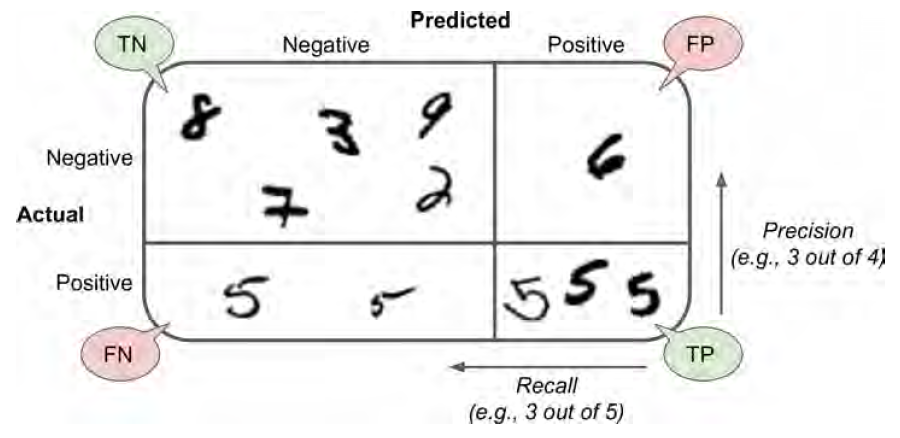 Predicted
TN
Negative
Positive
FP
8 3 9
6
Negative
7 2
Actual
Precision
(e.g., 3 out of 4)
Positive
5 5
5 5 5
FN
TP
Recall
(e.g., 3 out of 5)